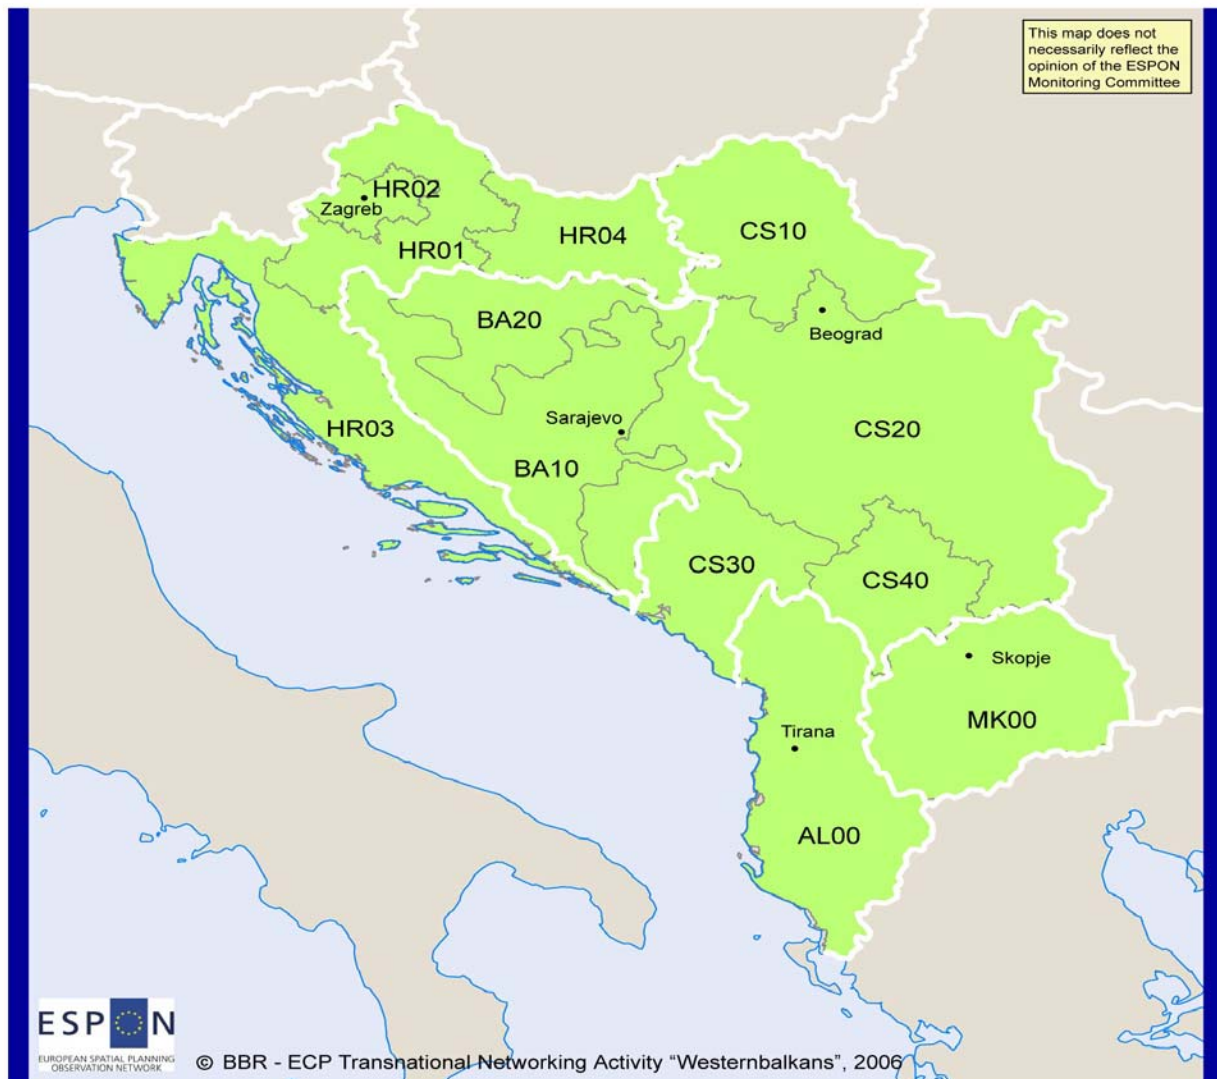 This map does not
necessarily reflect the
opinion of the ESPON
Monitoring Committee
HR02
Zagreb
HR01
HR04
CS10
BA20
Beograd
Sarajevo
HR03
CS20
BA10
CS30
CS40
Skopje
MK00
Tirana
AL00
ESPON
EUROPEAN SPATIAL PLANNING
OBSERVATION NETWORK
© BBR - ECP Transnational Networking Activity “Westernbalkans”, 2006